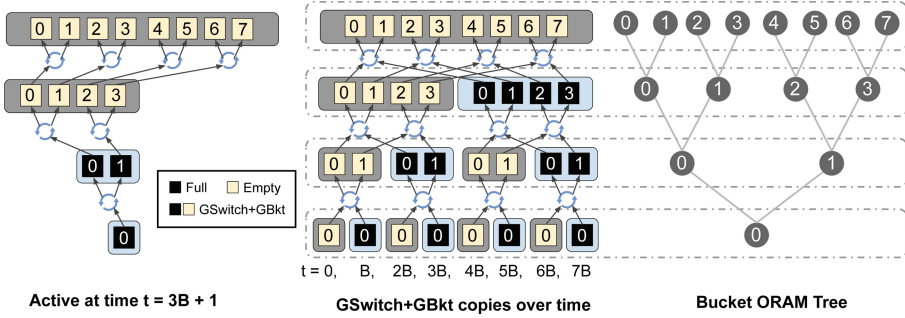 0 1 2 3 4 5 6 7
0 1 2 3
0 1
0
Full Empty
GSwitch+GBkt
Active at time t = 3B + 1
0 1 2 3 4 5 6 7
0 1 2 3 0 1 2 3
0 1 0 1 0 1 0 1
0 0 0 0 0 0 0 0
t = 0, B, 2B, 3B, 4B, 5B, 6B, 7B
GSwitch+GBkt copies over time
0 1 2 3 4 5 6 7
0 1 2 3
0 1
0
Bucket ORAM Tree